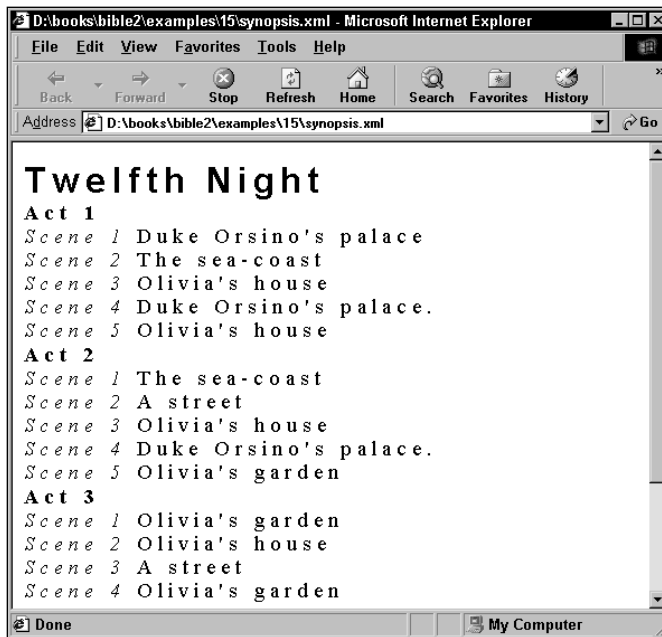 D:\books\bible2\examples\15\synopsis.xml - Microsoft Internet Explorer
File Edit View Favorites Tools Help
Back Forward Stop Refresh Home Search Favorites History »
Address D:\books\bible2\examples\15\synopsis.xml Go
Twelfth Night
Act 1
Scene 1 Duke Orsino's palace
Scene 2 The sea-coast
Scene 3 Olivia's house
Scene 4 Duke Orsino's palace.
Scene 5 Olivia's house
Act 2
Scene 1 The sea-coast
Scene 2 A street
Scene 3 Olivia's house
Scene 4 Duke Orsino's palace.
Scene 5 Olivia's garden
Act 3
Scene 1 Olivia's garden
Scene 2 Olivia's house
Scene 3 A street
Scene 4 Olivia's garden
Done My Computer